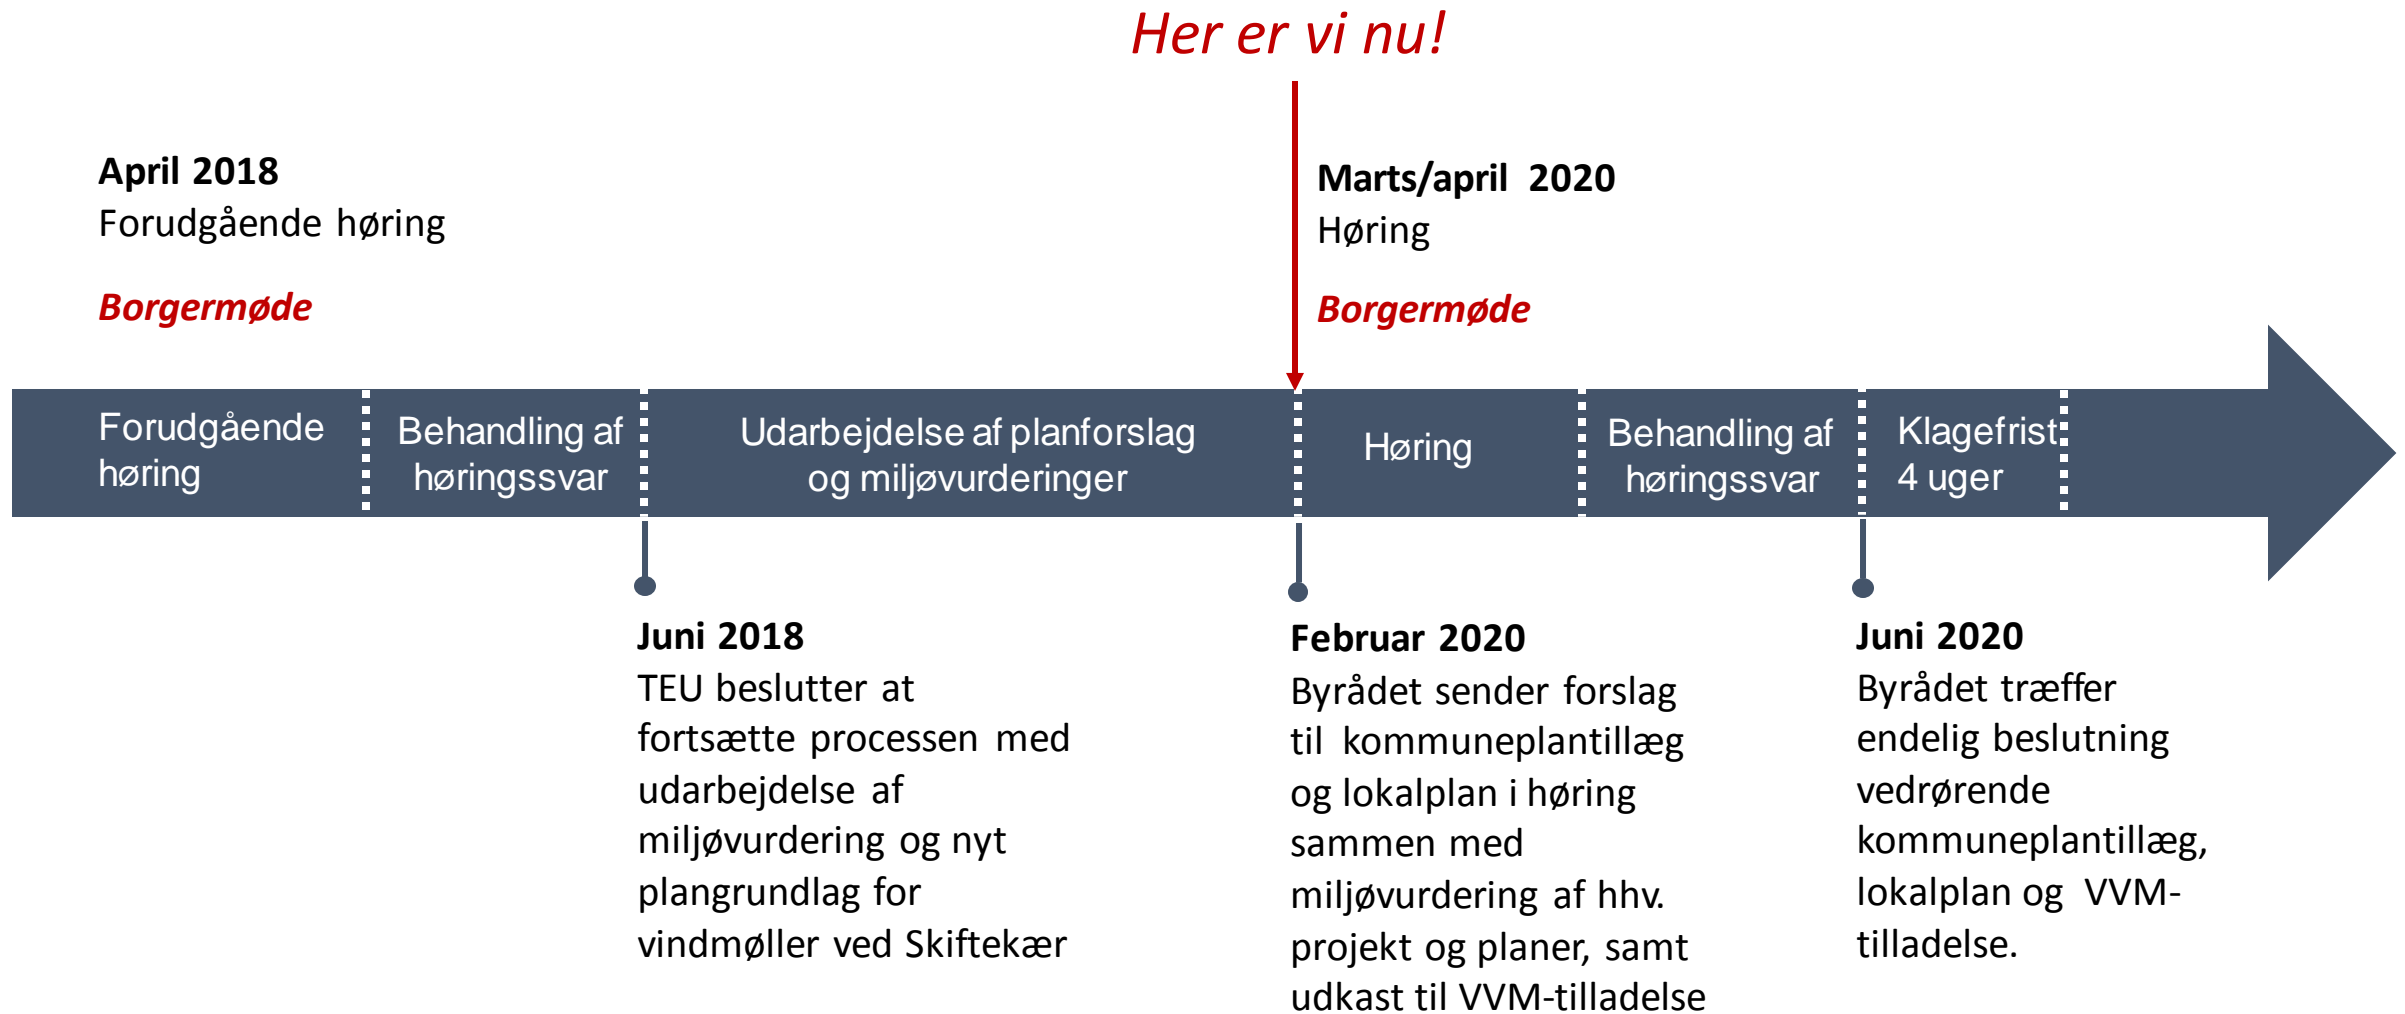 Her er vi nu!
April 2018
Forudgående høring
Borgermøde
Marts/april 2020
Høring
Borgermøde
Forudgående
høring
Behandling af
høringssvar
Udarbejdelse af planforslag
og miljøvurderinger
Høring
Behandling af
høringssvar
Klagefrist
4 uger
Juni 2018
TEU beslutter at
fortsætte processen med
udarbejdelse af
miljøvurdering og nyt
plangrundlag for
vindmøller ved Skiftekær
Februar 2020
Byrådet sender forslag
til kommuneplantillæg
og lokalplan i høring
sammen med
miljøvurdering af hhv.
projekt og planer, samt
udkast til VVM-tilladelse
Juni 2020
Byrådet træffer
endelig beslutning
vedrørende
kommuneplantillæg,
lokalplan og VVM-
tilladelse.